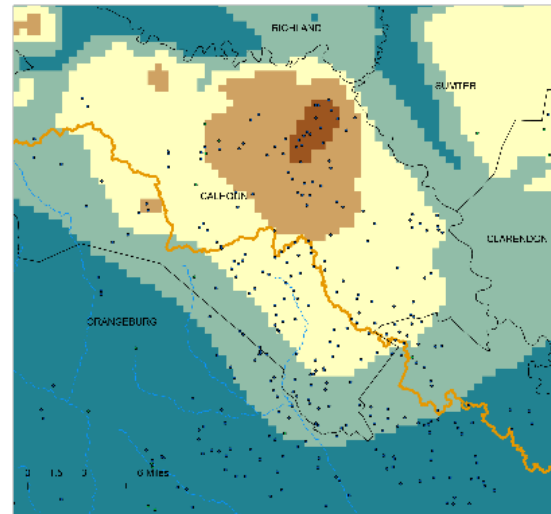 RICHLAND
SUMTER
CALHOUN
CLARENDON
ORANGEBURG
0 1.5 3 6 Miles